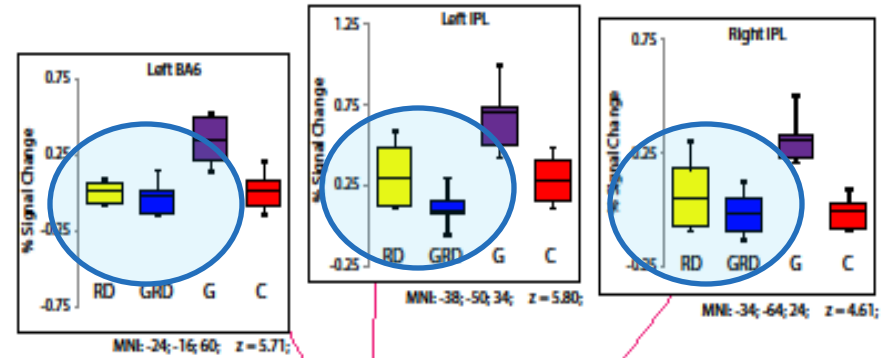 Left BA6
% Signal Change
0.75
0.25
-0.25
-0.75
RD GRD G C
MNI: -24; -16; 60; z = 5.71;
Left IPL
% Signal Change
1.25
0.75
0.25
-0.25
RD GRD G C
MNI: -38; -50; 34; z = 5.80;
Right IPL
% Signal Change
0.75
0.25
-0.25
RD GRD G C
MNI: -34; -64; 24; z = 4.61;